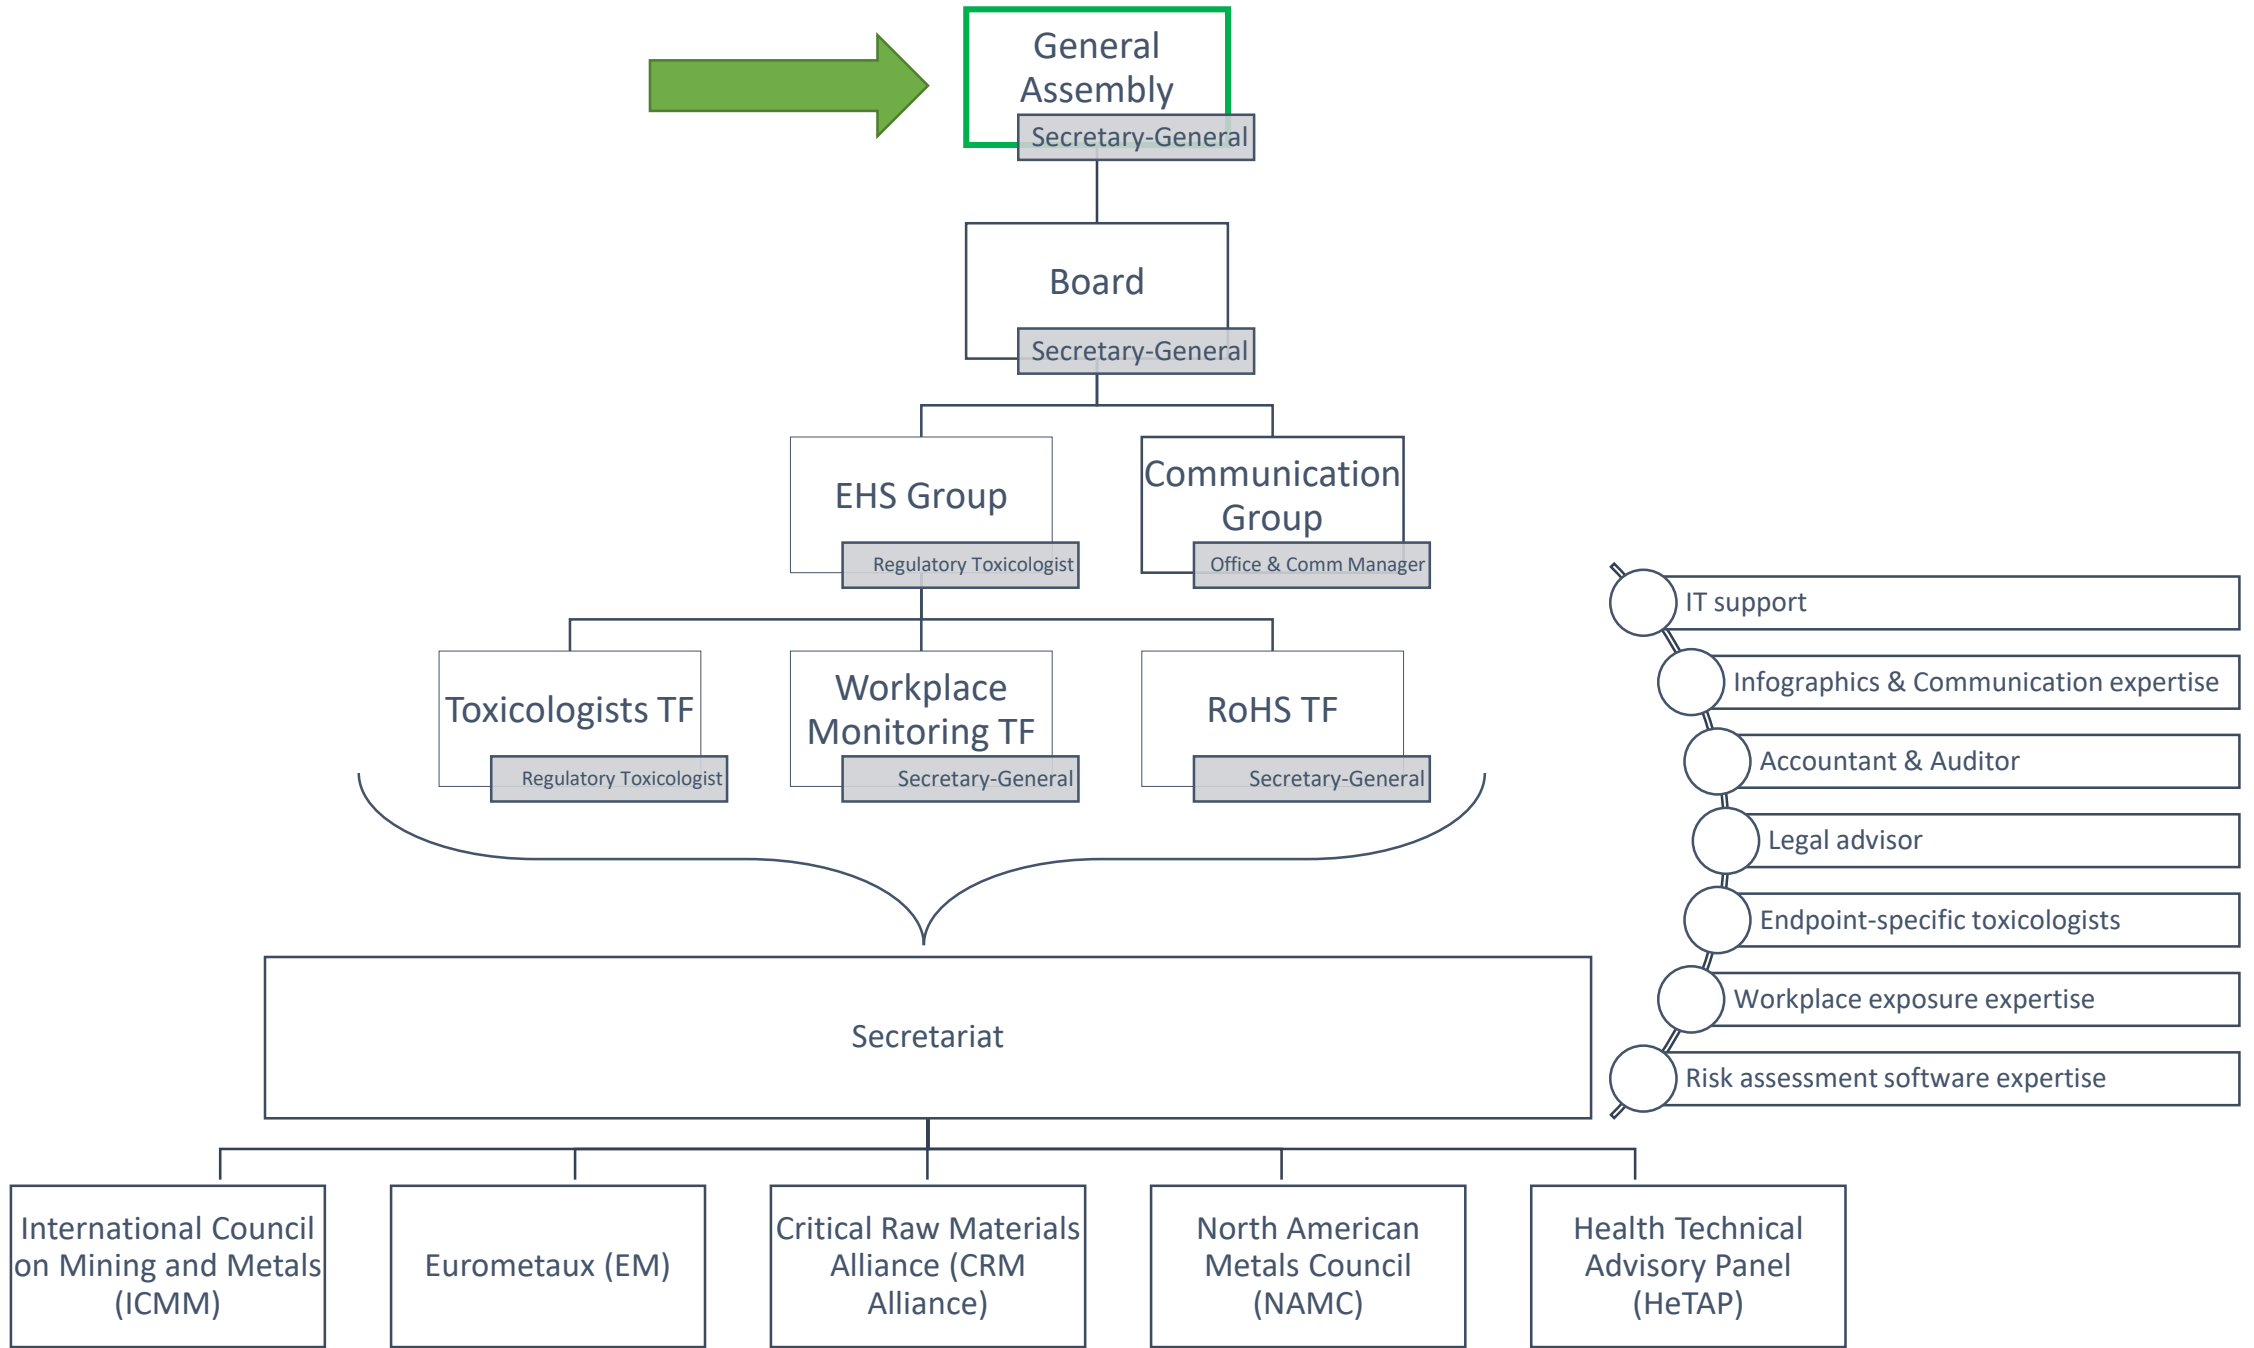 General
Assembly
Secretary-General
Board
Secretary-General
EHS Group
Regulatory Toxicologist
Communication
Group
Office & Comm Manager
Toxicologists TF
Regulatory Toxicologist
Workplace
Monitoring TF
Secretary-General
RoHS TF
Secretary-General
IT support
Infographics & Communication expertise
Accountant & Auditor
Legal advisor
Endpoint-specific toxicologists
Workplace exposure expertise
Risk assessment software expertise
Secretariat
International Council
on Mining and Metals
(ICMM)
Eurometaux (EM)
Critical Raw Materials
Alliance (CRM
Alliance)
North American
Metals Council
(NAMC)
Health Technical
Advisory Panel
(HeTAP)